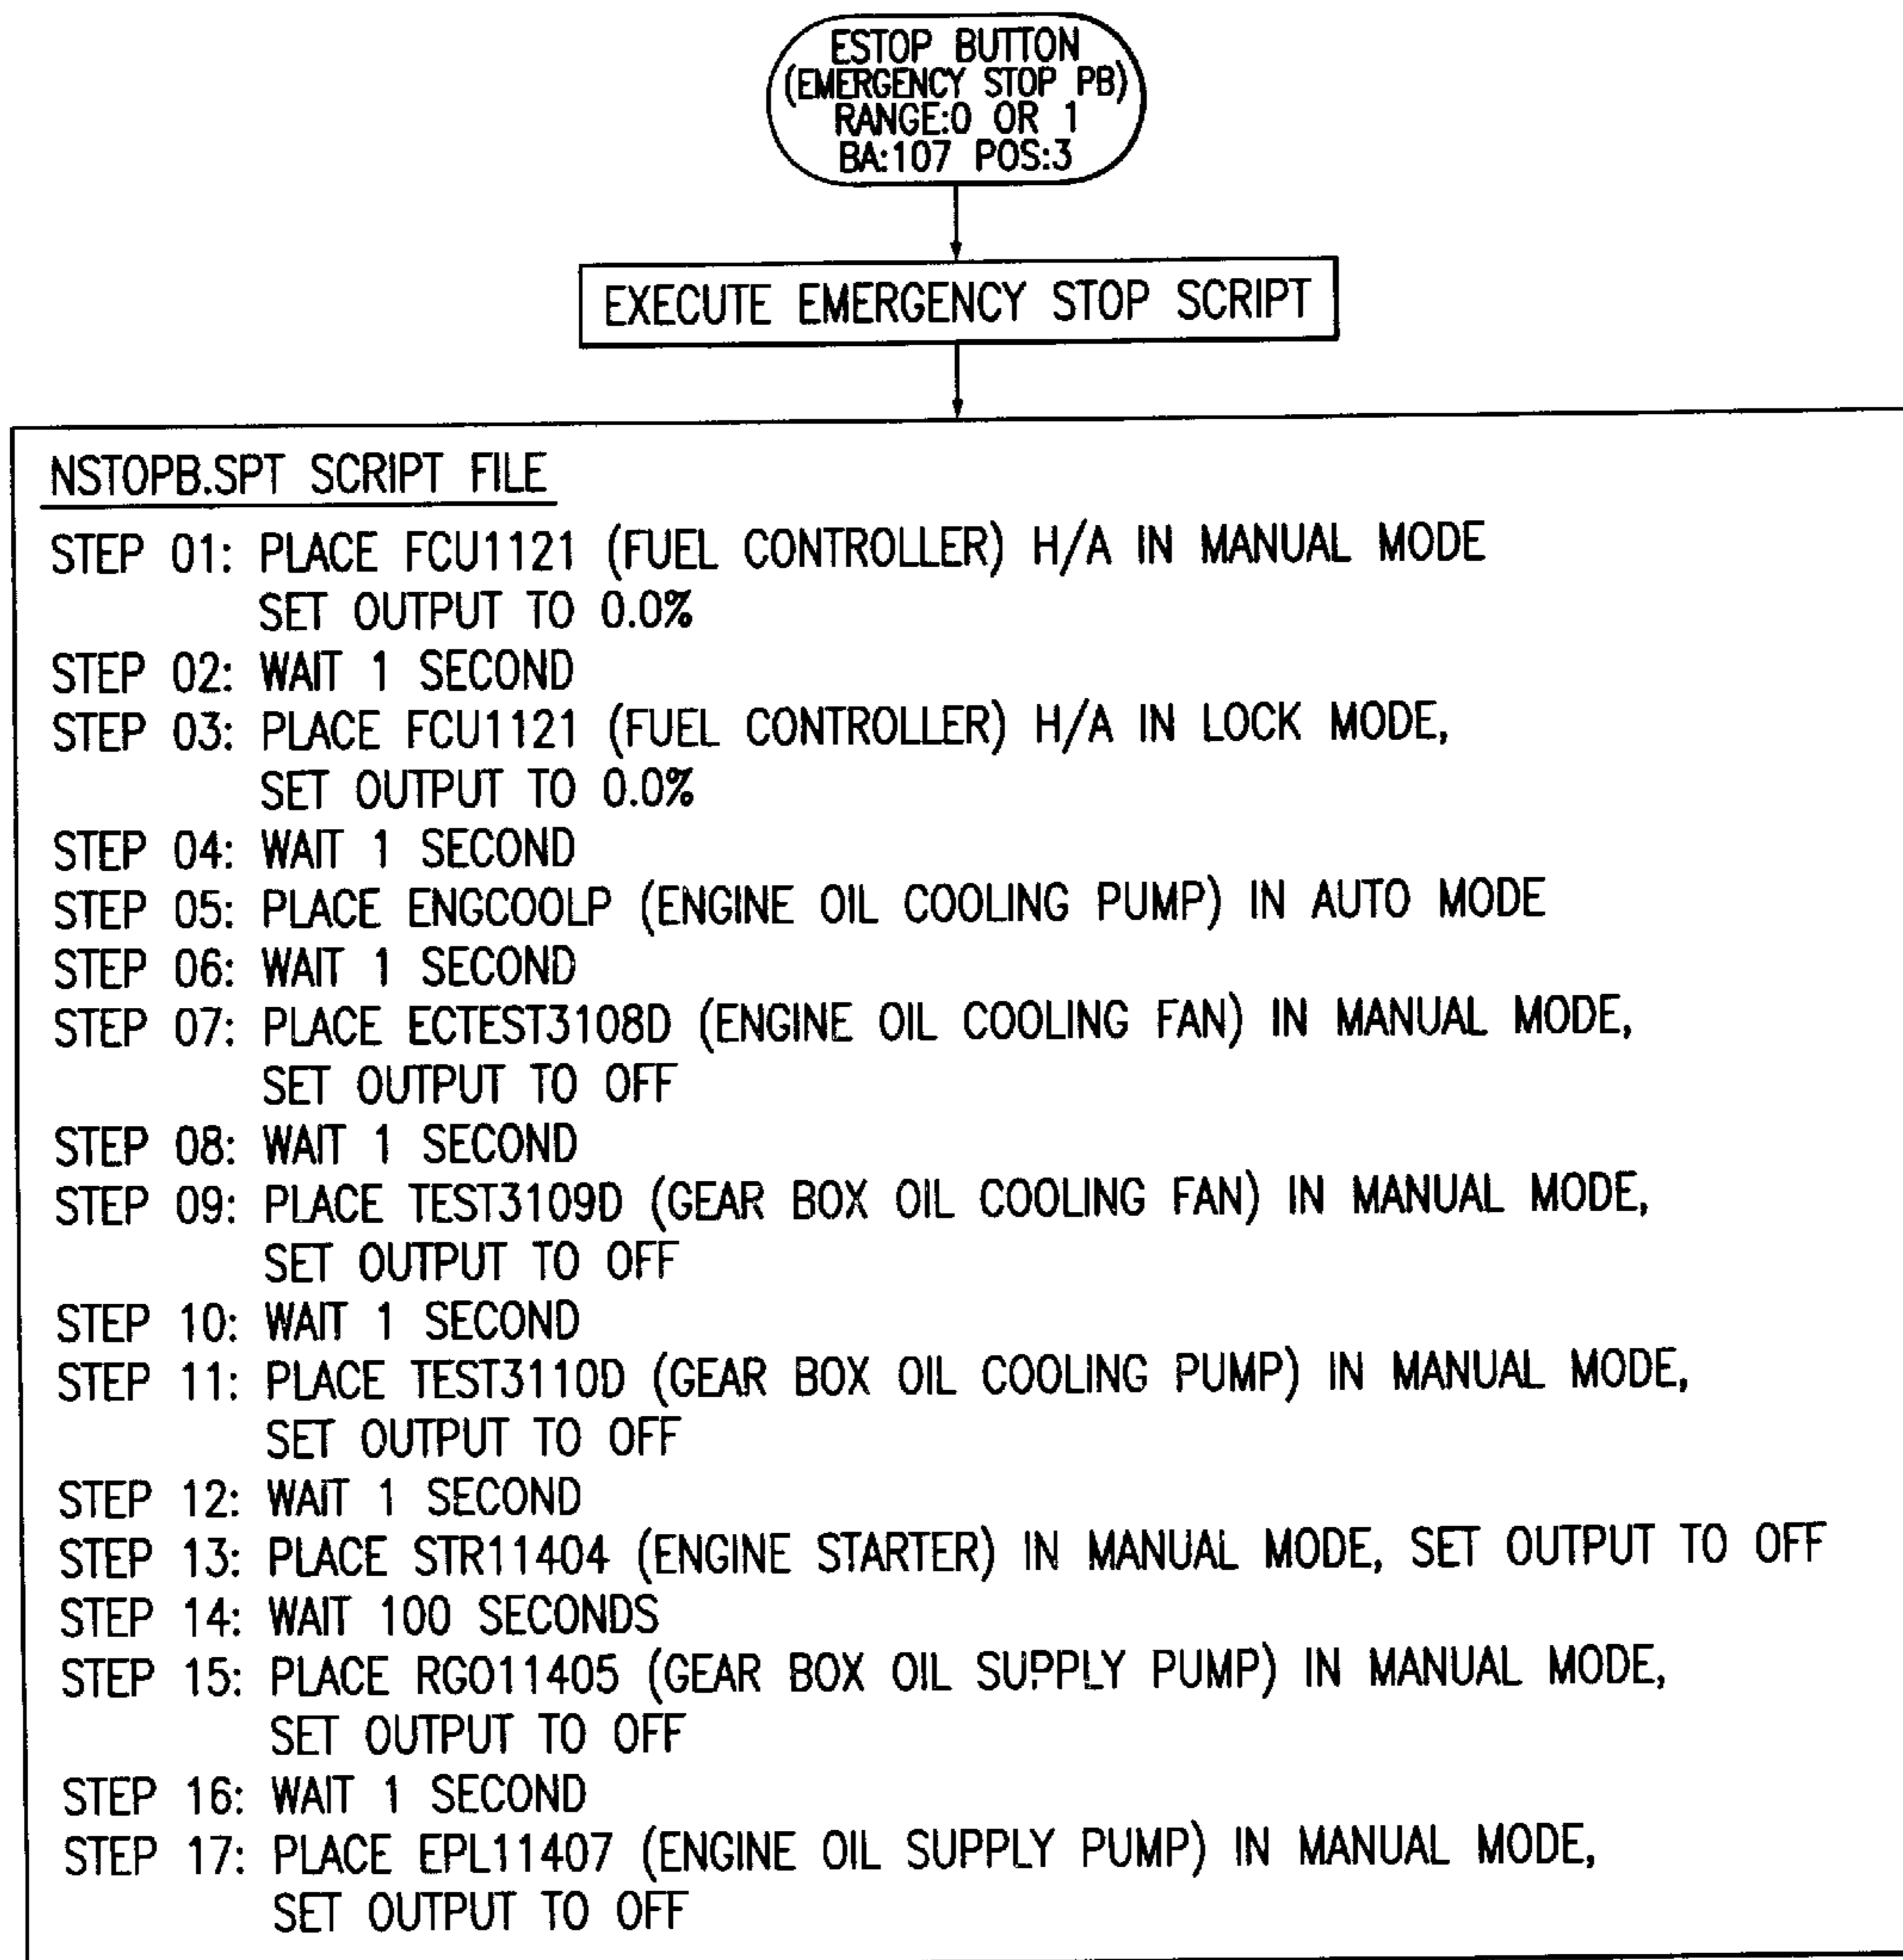 ESTOP BUTTON
(EMERGENCY STOP PB)
RANGE:0 OR 1
BA:107 POS:3
EXECUTE EMERGENCY STOP SCRIPT
NSTOPB.SPT SCRIPT FILE
STEP 01: PLACE FCU1121 (FUEL CONTROLLER) H/A IN MANUAL MODE
SET OUTPUT TO 0.0%
STEP 02: WAIT 1 SECOND
STEP 03: PLACE FCU1121 (FUEL CONTROLLER) H/A IN LOCK MODE,
SET OUTPUT TO 0.0%
STEP 04: WAIT 1 SECOND
STEP 05: PLACE ENGCOOLP (ENGINE OIL COOLING PUMP) IN AUTO MODE
STEP 06: WAIT 1 SECOND
STEP 07: PLACE ECTEST3108D (ENGINE OIL COOLING FAN) IN MANUAL MODE,
SET OUTPUT TO OFF
STEP 08: WAIT 1 SECOND
STEP 09: PLACE TEST3109D (GEAR BOX OIL COOLING FAN) IN MANUAL MODE,
SET OUTPUT TO OFF
STEP 10: WAIT 1 SECOND
STEP 11: PLACE TEST3110D (GEAR BOX OIL COOLING PUMP) IN MANUAL MODE,
SET OUTPUT TO OFF
STEP 12: WAIT 1 SECOND
STEP 13: PLACE STR11404 (ENGINE STARTER) IN MANUAL MODE, SET OUTPUT TO OFF
STEP 14: WAIT 100 SECONDS
STEP 15: PLACE RGO11405 (GEAR BOX OIL SUPPLY PUMP) IN MANUAL MODE,
SET OUTPUT TO OFF
STEP 16: WAIT 1 SECOND
STEP 17: PLACE EPL11407 (ENGINE OIL SUPPLY PUMP) IN MANUAL MODE,
SET OUTPUT TO OFF